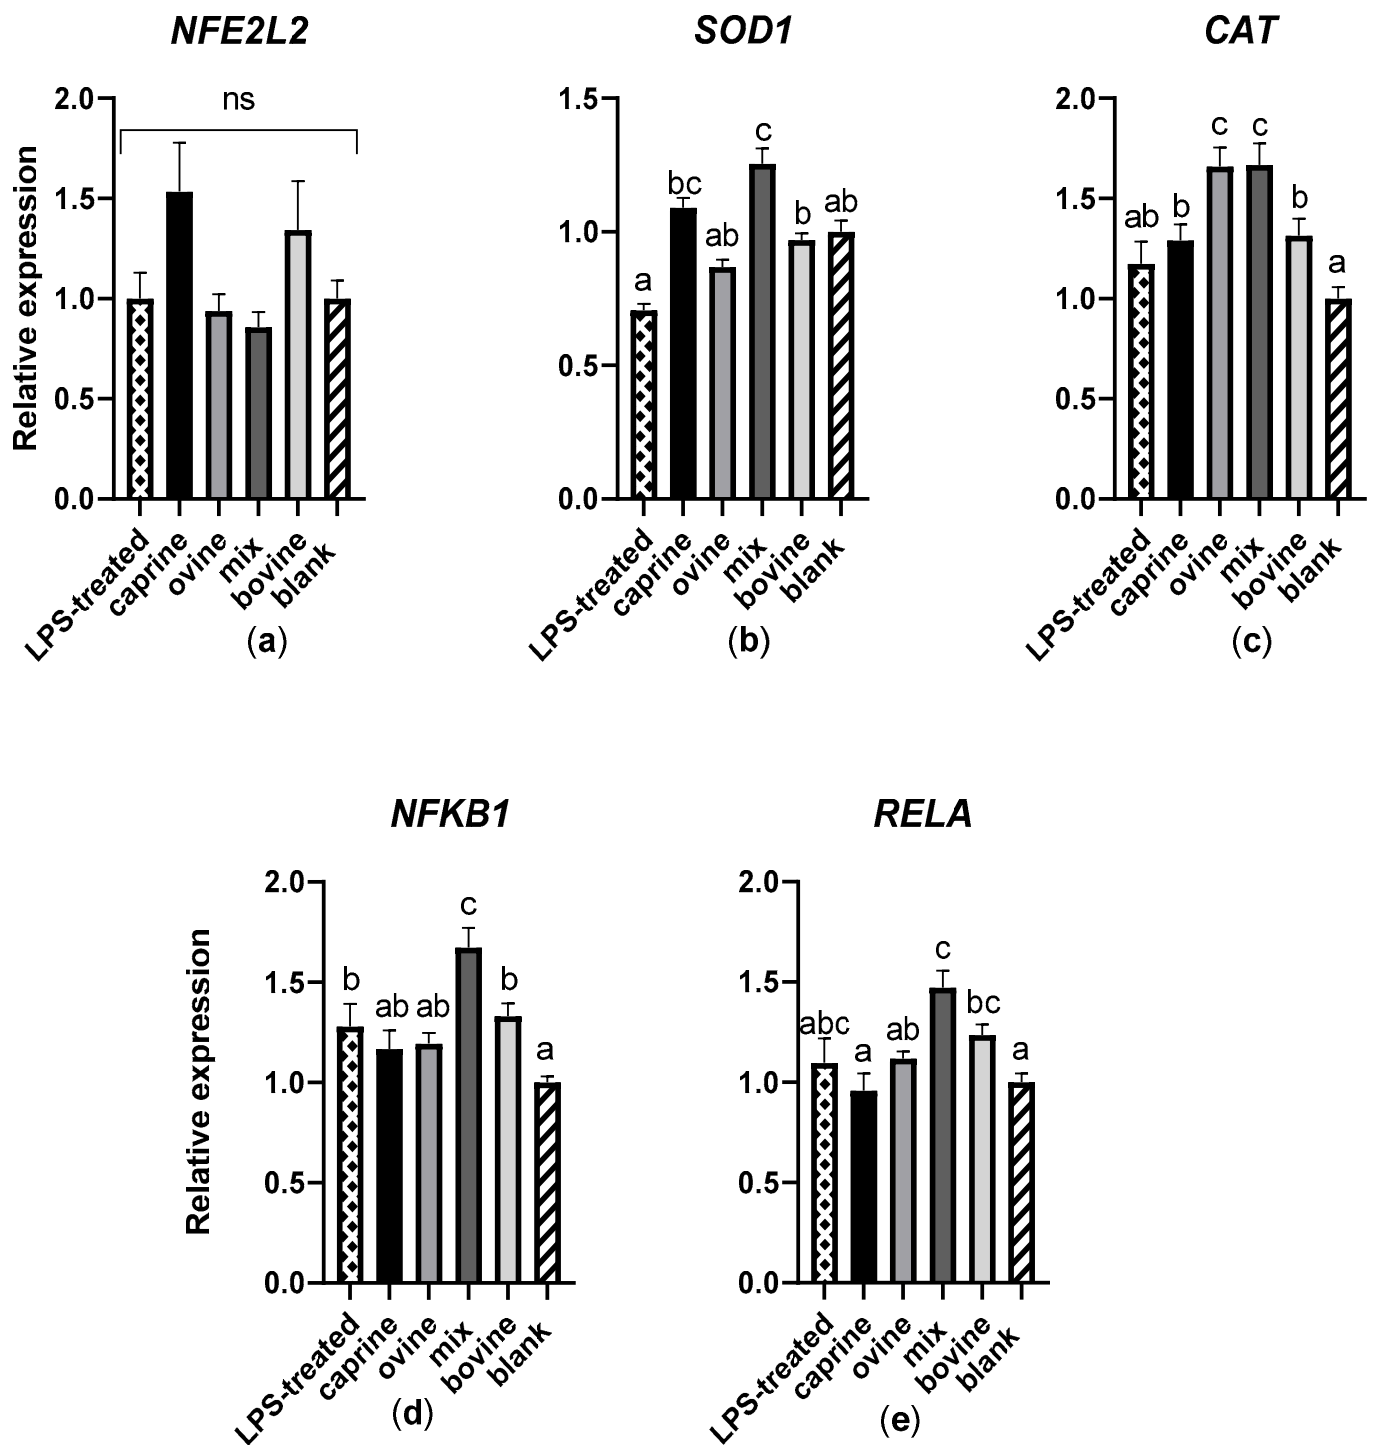 NFE2L2
ns
2.0
1.5
1.0
0.5
0.0
Relative expression
LPS-treated
caprine
ovine
mix
bovine
blank
(a)
SOD1
1.5
1.0
0.5
0.0
a
bc
ab
c
b
ab
LPS-treated
caprine
ovine
mix
bovine
blank
(b)
CAT
2.0
1.5
1.0
0.5
0.0
ab
b
c
c
b
a
LPS-treated
caprine
ovine
mix
bovine
blank
(c)
NFKB1
2.0
1.5
1.0
0.5
0.0
Relative expression
b
ab
ab
c
b
a
LPS-treated
caprine
ovine
mix
bovine
blank
(d)
RELA
2.0
1.5
1.0
0.5
0.0
abc
a
ab
c
bc
a
LPS-treated
caprine
ovine
mix
bovine
blank
(e)